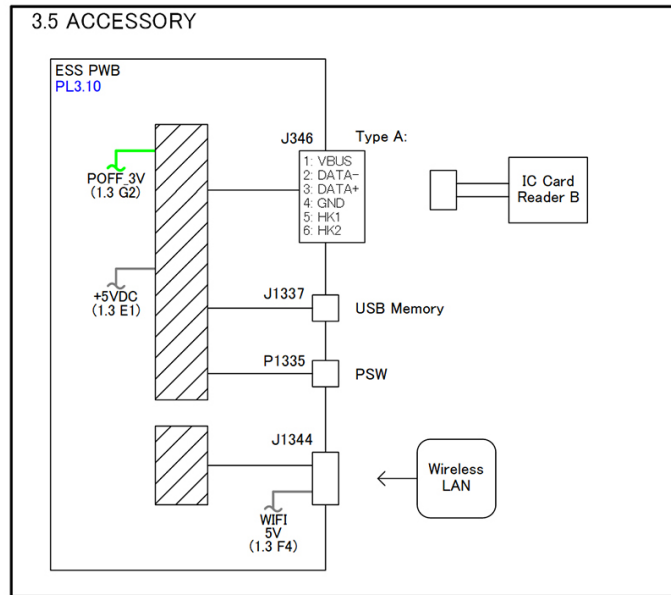 3.5 ACCESSORY
ESS PWB
PL3.10
J346
Type A:
1: VBUS
2: DATA-
3: DATA+
4: GND
5: HK1
6: HK2
IC Card
Reader B
POFF_3V
(1.3 G2)
+5VDC
(1.3 E1)
J1337
USB Memory
P1335
PSW
J1344
Wireless
LAN
WIFI
5V
(1.3 F4)